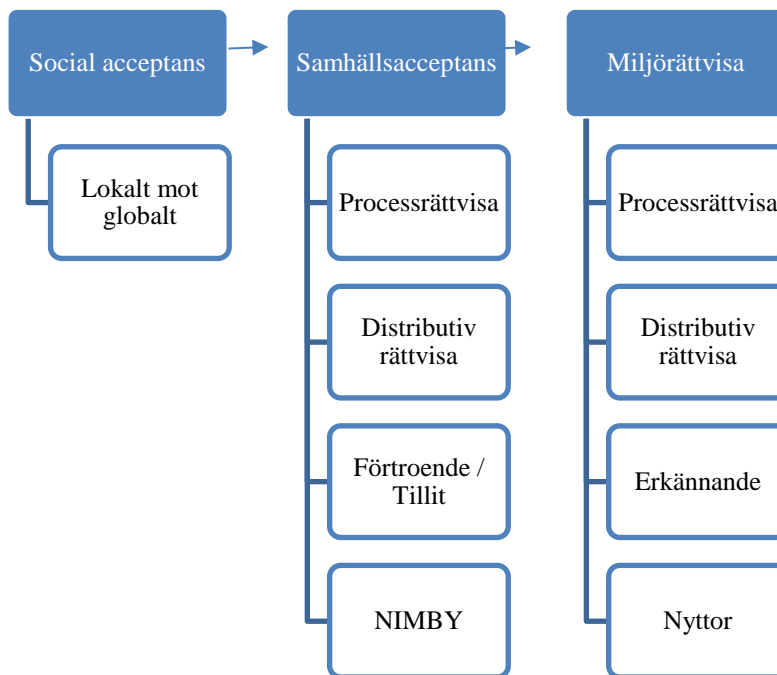 Social acceptans
Lokalt mot
globalt
Samhällsacceptans
Processrättvisa
Distributiv
rättvisa
Förtroende /
Tillit
NIMBY
Miljörättvisa
Processrättvisa
Distributiv
rättvisa
Erkännande
Nyttor